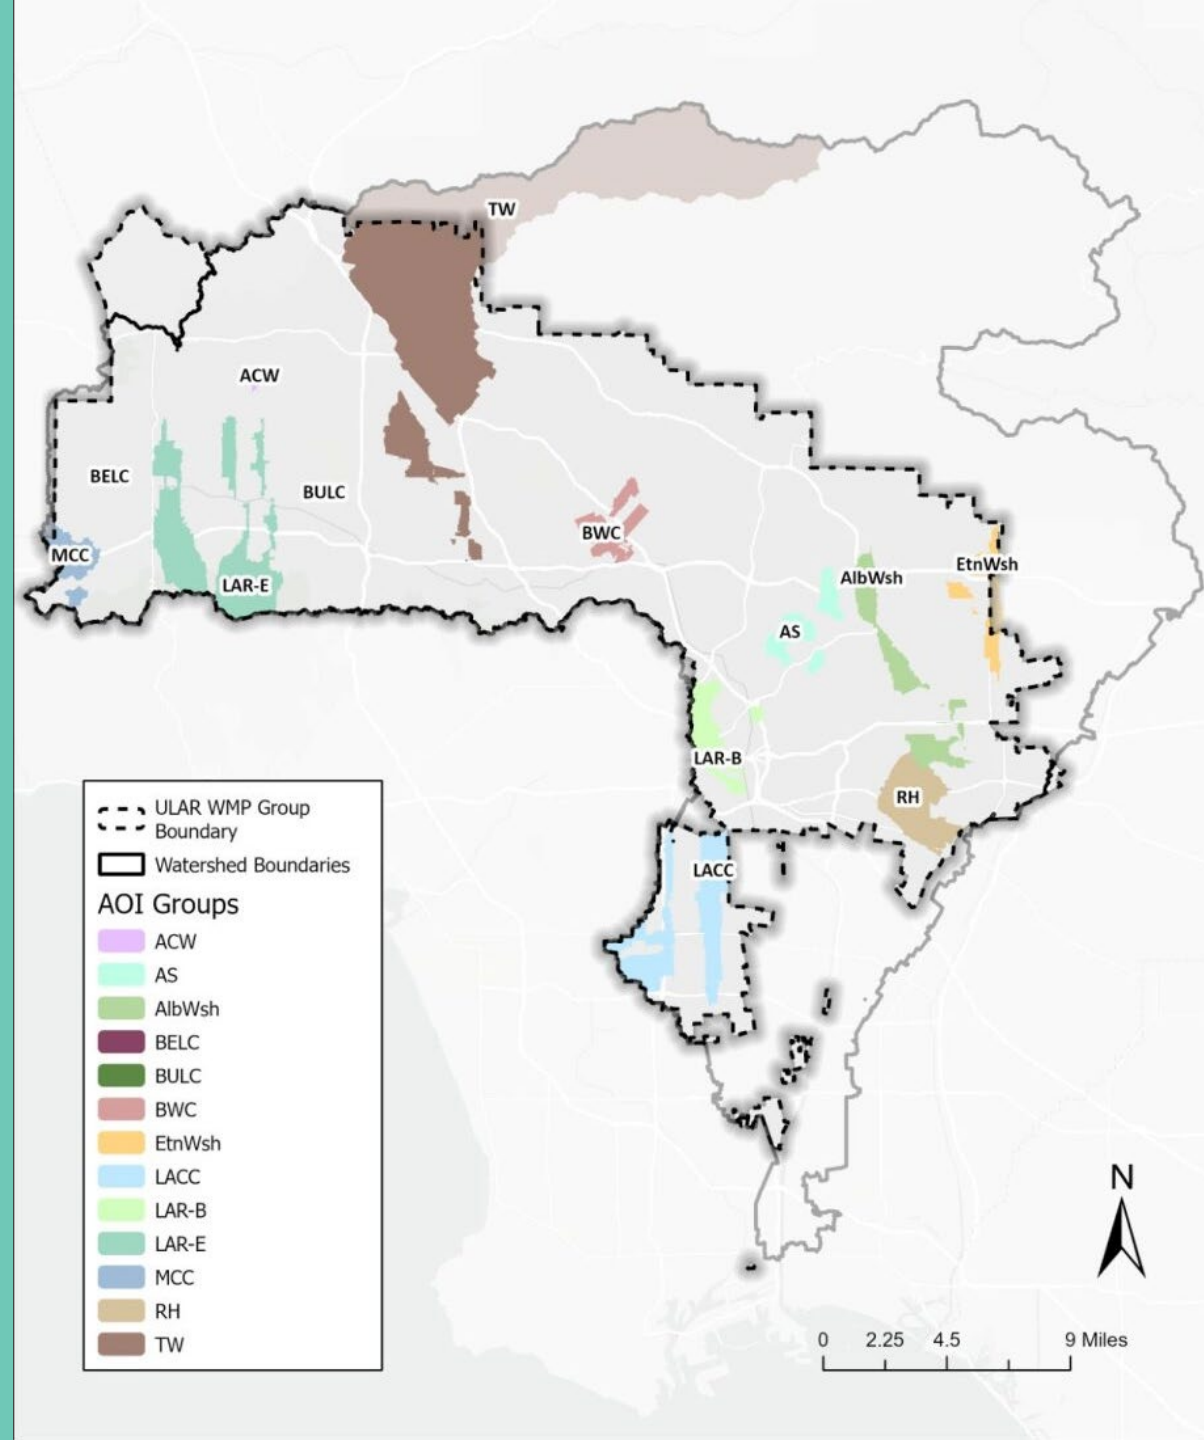 TW
ACW
BELC
BULC
BWC
MCC
EtnWsh
AlbWsh
LAR-E
AS
LAR-B
RH
LACC
ULAR WMP Group
Boundary
Watershed Boundaries
AOI Groups
ACW
AS
AlbWsh
BELC
BULC
BWC
EtnWsh
LACC
LAR-B
LAR-E
MCC
RH
TW
N
0 2.25 4.5 9 Miles